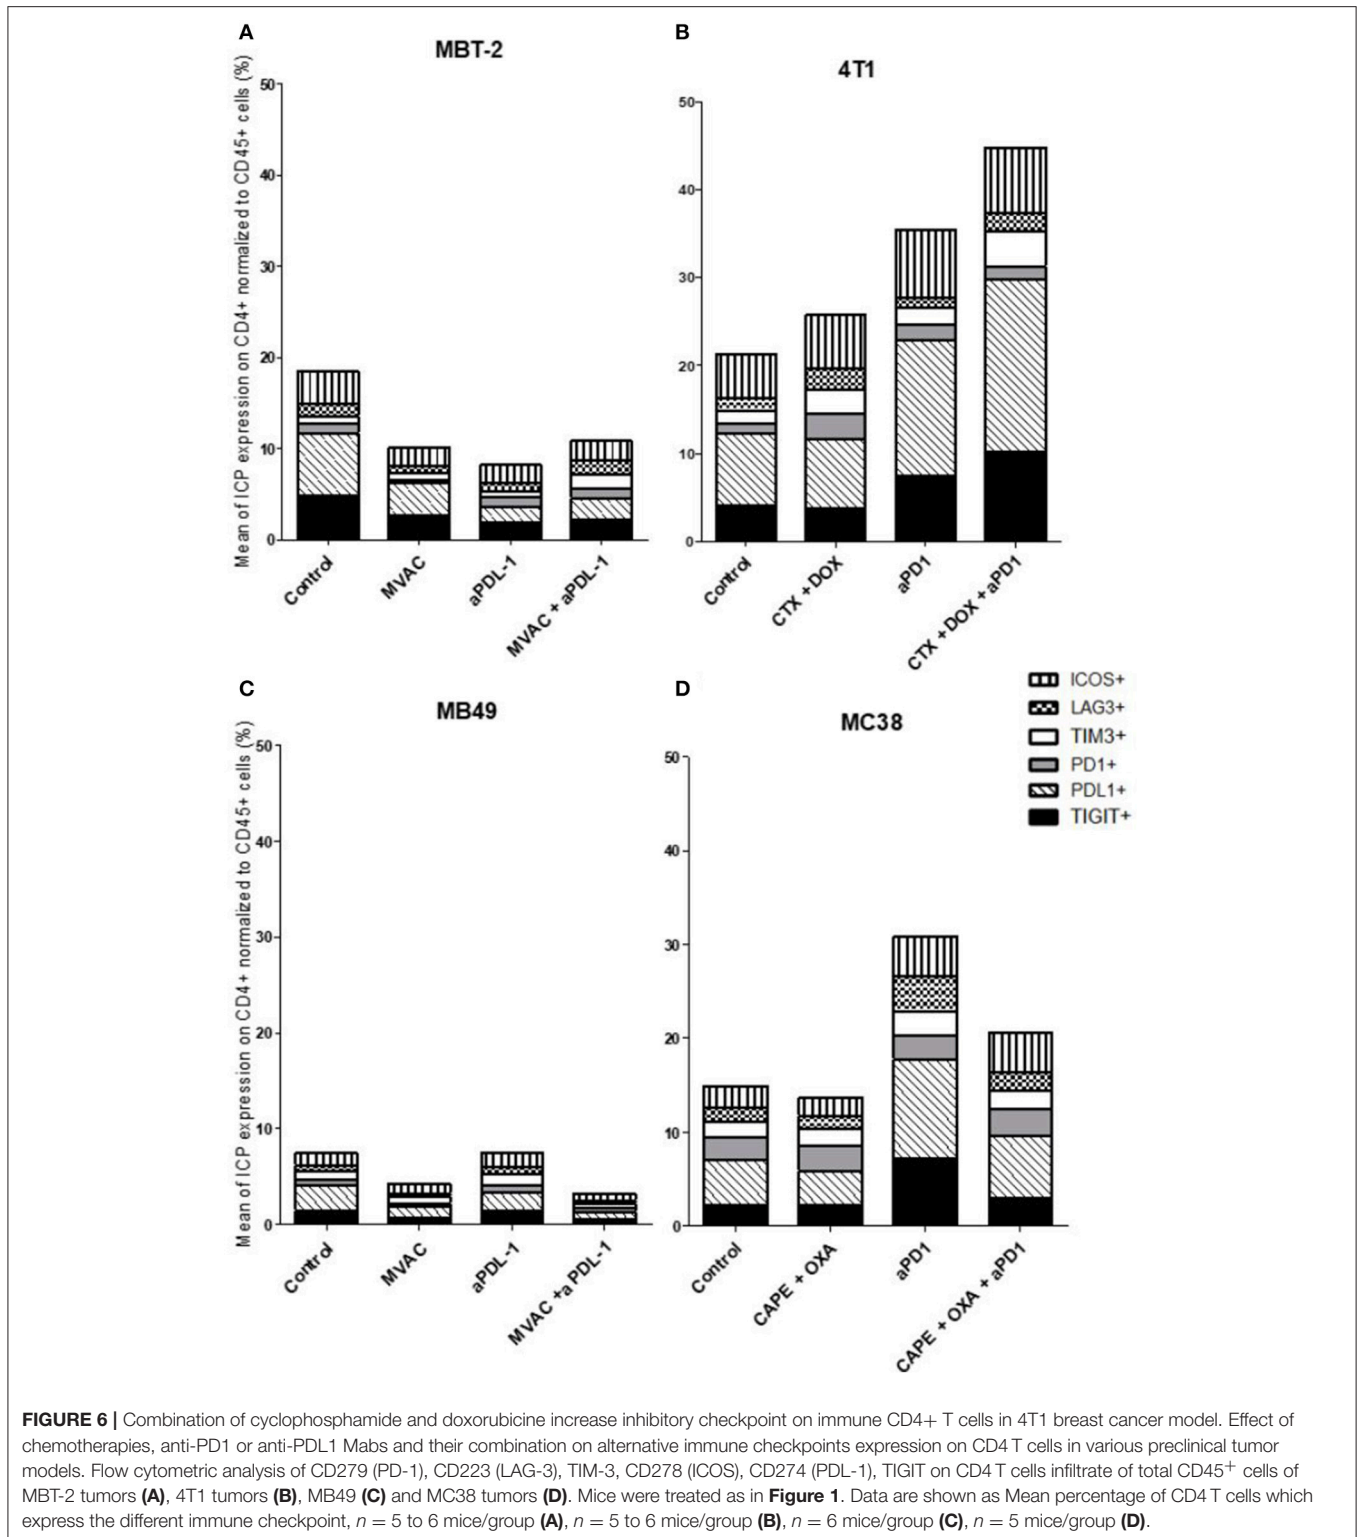 A
MBT-2
Mean of ICP expression on CD4+ normalized to CD45+ cells (%)
50
40
30
20
10
0
Control
MVAC
aPDL-1
MVAC + aPDL-1
B
4T1
50
40
30
20
10
0
Control
CTX + DOX
aPD1
CTX + DOX + aPD1
C
MB49
Mean of ICP expression on CD4+ normalized to CD45+ cells (%)
50
40
30
20
10
0
Control
MVAC
aPDL-1
MVAC +a PDL-1
D
MC38
50
40
30
20
10
0
Control
CAPE + OXA
aPD1
CAPE + OXA + aPD1
ICOS+
LAG3+
TIM3+
PD1+
PDL1+
TIGIT+
FIGURE 6 | Combination of cyclophosphamide and doxorubicine increase inhibitory checkpoint on immune CD4+ T cells in 4T1 breast cancer model. Effect of
chemotherapies, anti-PD1 or anti-PDL1 Mabs and their combination on alternative immune checkpoints expression on CD4 T cells in various preclinical tumor
models. Flow cytometric analysis of CD279 (PD-1), CD223 (LAG-3), TIM-3, CD278 (ICOS), CD274 (PDL-1), TIGIT on CD4 T cells infiltrate of total CD45⁺ cells of
MBT-2 tumors (A), 4T1 tumors (B), MB49 (C) and MC38 tumors (D). Mice were treated as in Figure 1. Data are shown as Mean percentage of CD4 T cells which
express the different immune checkpoint, n = 5 to 6 mice/group (A), n = 5 to 6 mice/group (B), n = 6 mice/group (C), n = 5 mice/group (D).